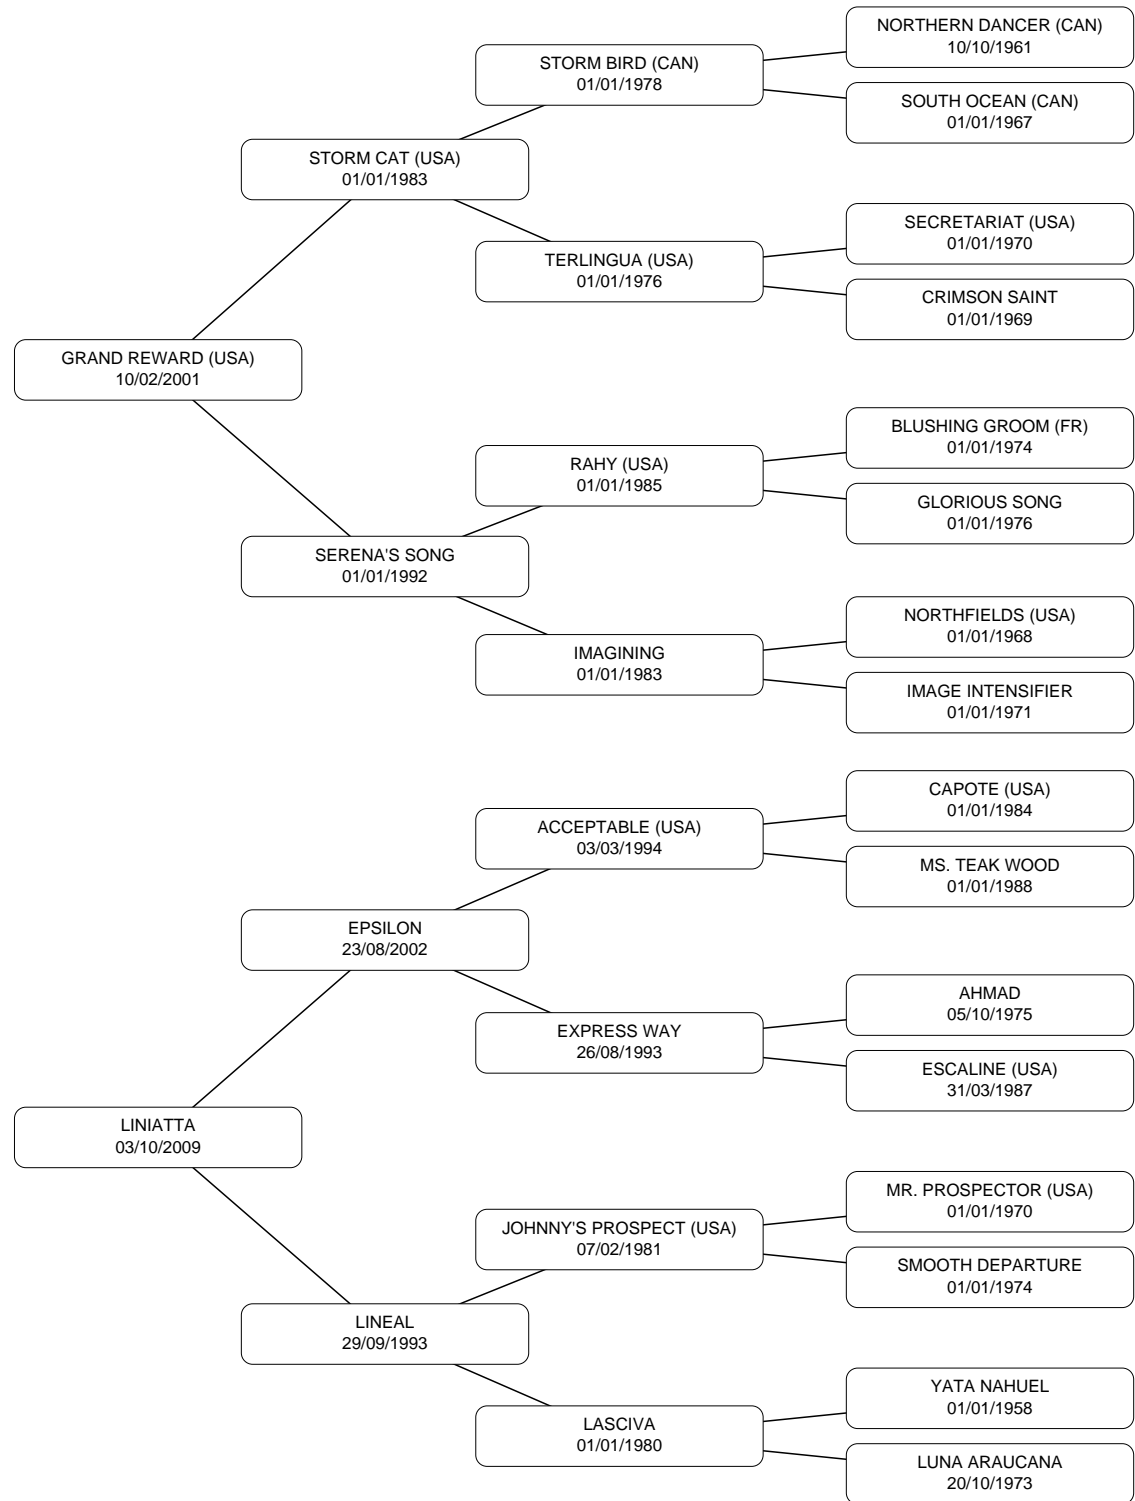 NORTHERN DANCER (CAN)
10/10/1961
STORM BIRD (CAN)
01/01/1978
SOUTH OCEAN (CAN)
01/01/1967
STORM CAT (USA)
01/01/1983
SECRETARIAT (USA)
01/01/1970
TERLINGUA (USA)
01/01/1976
CRIMSON SAINT
01/01/1969
GRAND REWARD (USA)
10/02/2001
BLUSHING GROOM (FR)
01/01/1974
RAHY (USA)
01/01/1985
GLORIOUS SONG
01/01/1976
SERENA'S SONG
01/01/1992
NORTHFIELDS (USA)
01/01/1968
IMAGINING
01/01/1983
IMAGE INTENSIFIER
01/01/1971
CAPOTE (USA)
01/01/1984
ACCEPTABLE (USA)
03/03/1994
MS. TEAK WOOD
01/01/1988
EPSILON
23/08/2002
AHMAD
05/10/1975
EXPRESS WAY
26/08/1993
ESCALINE (USA)
31/03/1987
LINIATTA
03/10/2009
MR. PROSPECTOR (USA)
01/01/1970
JOHNNY'S PROSPECT (USA)
07/02/1981
SMOOTH DEPARTURE
01/01/1974
LINEAL
29/09/1993
YATA NAHUEL
01/01/1958
LASCIVA
01/01/1980
LUNA ARAUCANA
20/10/1973